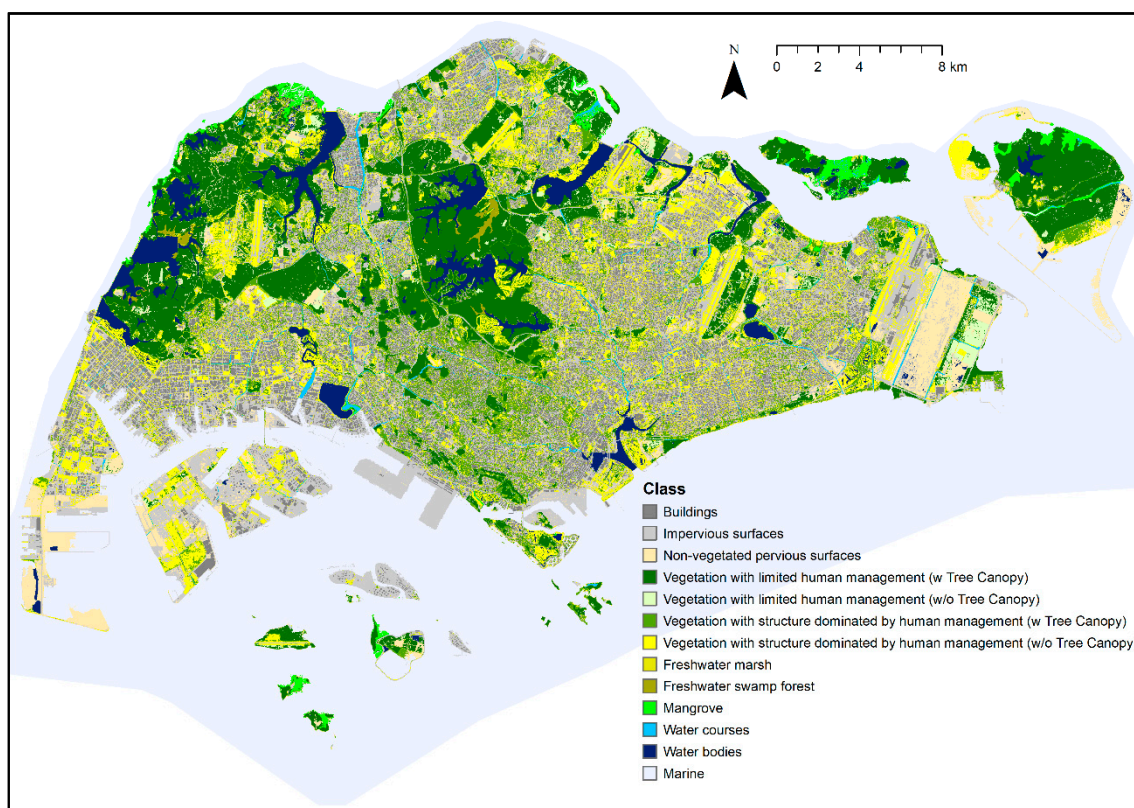 N
0 2 4 8 km
Class
Buildings
Impervious surfaces
Non-vegetated pervious surfaces
Vegetation with limited human management (w Tree Canopy)
Vegetation with limited human management (w/o Tree Canopy)
Vegetation with structure dominated by human management (w Tree Canopy)
Vegetation with structure dominated by human management (w/o Tree Canopy
Freshwater marsh
Freshwater swamp forest
Mangrove
Water courses
Water bodies
Marine